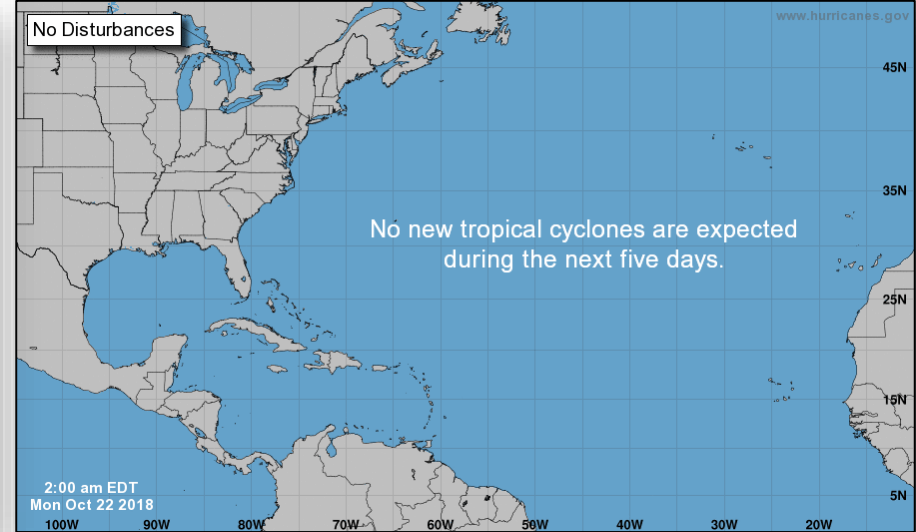 No Disturbances
www.hurricanes.gov
45N
35N
No new tropical cyclones are expected
during the next five days.
25N
15N
2:00 am EDT
Mon Oct 22 2018
5N
100W 90W 80W 70W 60W 50W 40W 30W 20W